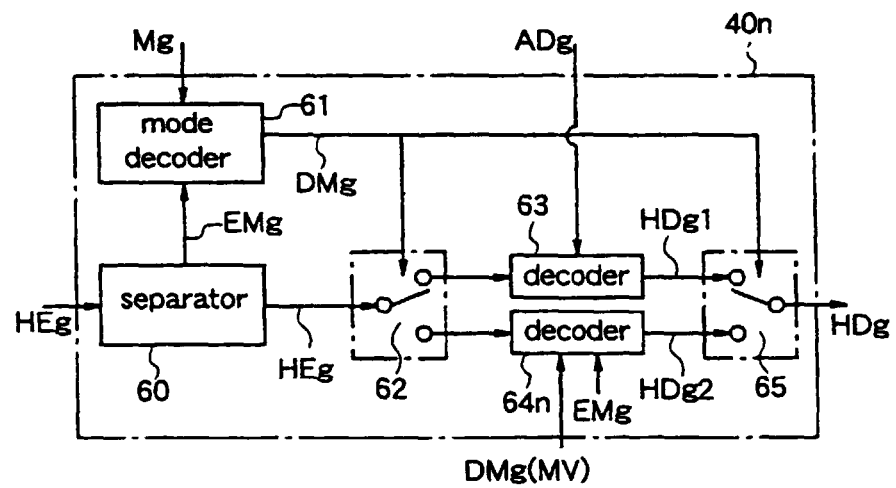 Mg
ADg
40n
61
mode
decoder
DMg
EMg
63
HDg1
separator
decoder
HEg
HEg
60
62
decoder
64n
EMg
HDg2
65
HDg
DMg(MV)